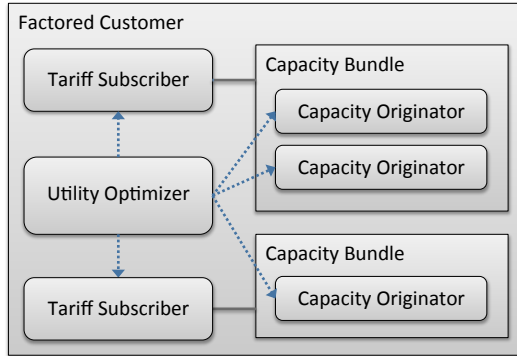 Factored Customer
Tariff Subscriber
Capacity Bundle
Capacity Originator
Capacity Originator
Utility Optimizer
Capacity Bundle
Tariff Subscriber
Capacity Originator